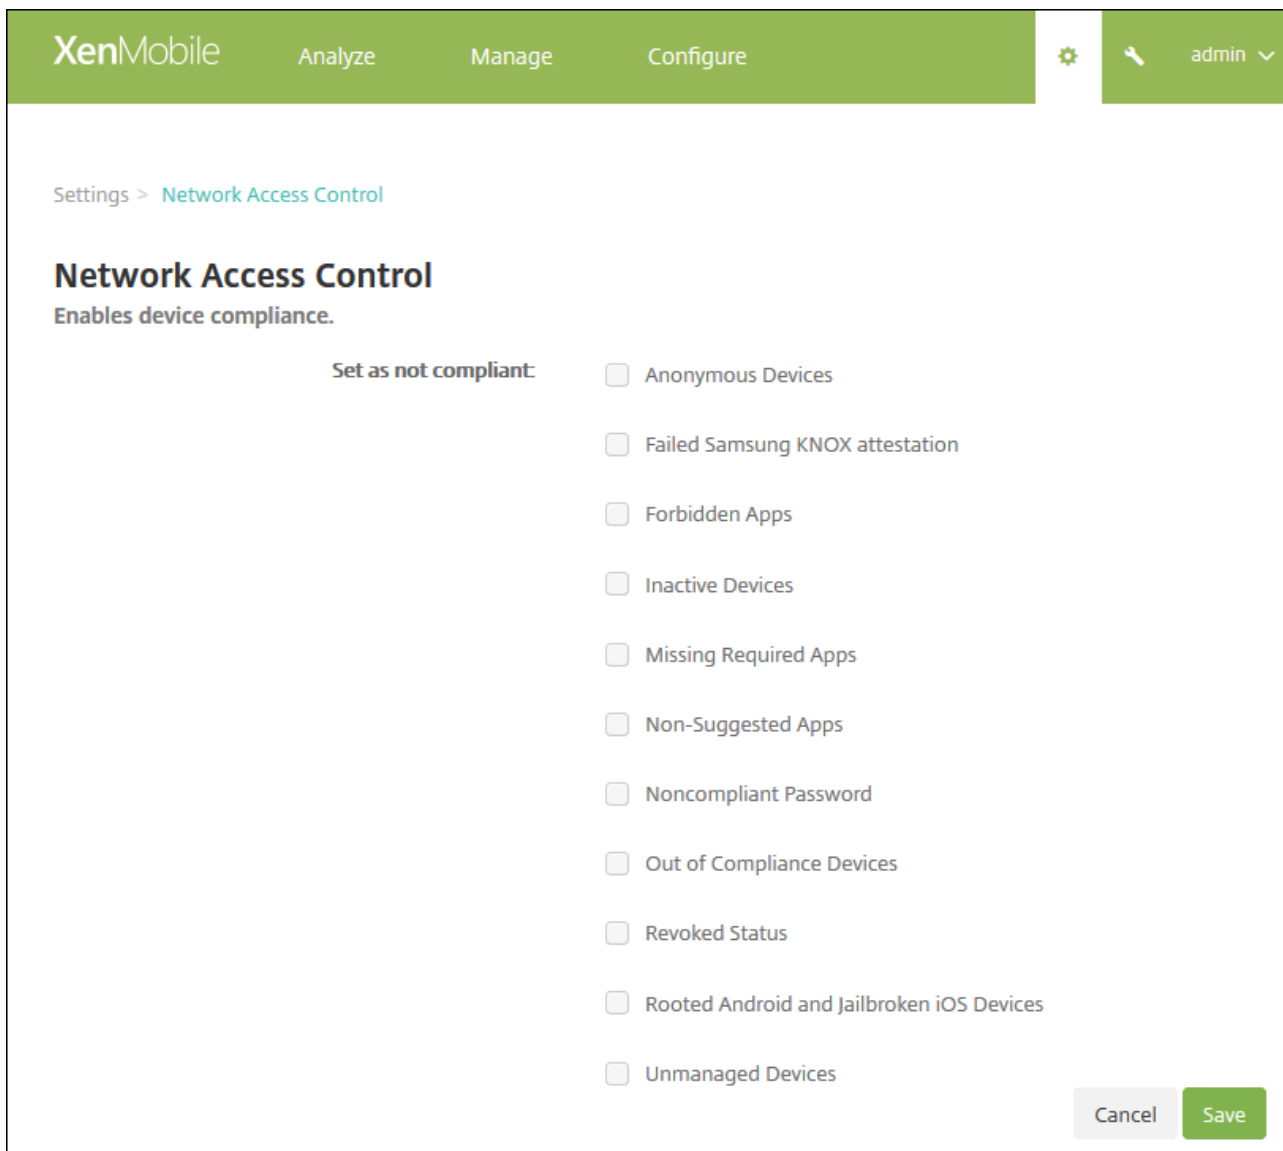 XenMobile Analyze Manage Configure admin
Settings > Network Access Control
Network Access Control
Enables device compliance.
Set as not compliant:
Anonymous Devices
Failed Samsung KNOX attestation
Forbidden Apps
Inactive Devices
Missing Required Apps
Non-Suggested Apps
Noncompliant Password
Out of Compliance Devices
Revoked Status
Rooted Android and Jailbroken iOS Devices
Unmanaged Devices
Cancel Save